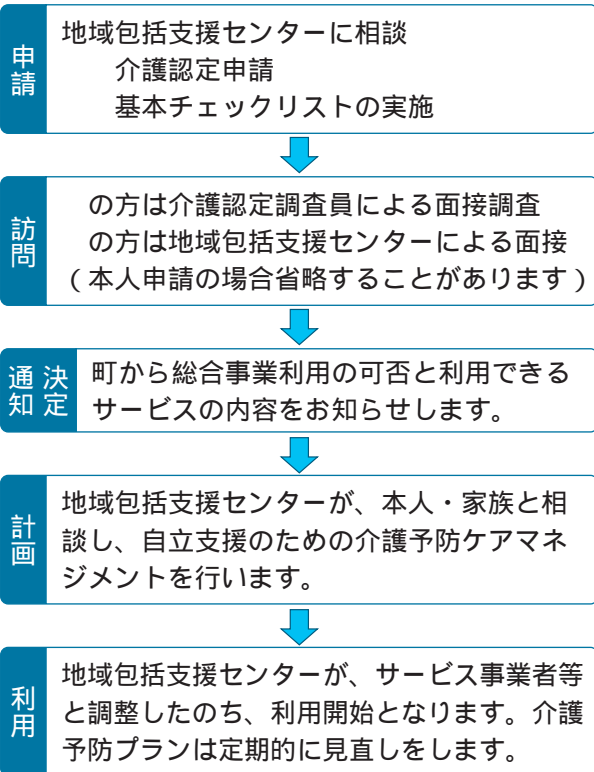 申請
地域包括支援センターに相談
介護認定申請
基本チェックリストの実施
訪問
の方は介護認定調査員による面接調査
の方は地域包括支援センターによる面接
(本人申請の場合省略することがあります)
決定
通知
町から総合事業利用の可否と利用できる
サービスの内容をお知らせします。
計画
地域包括支援センターが、本人・家族と相
談し、自立支援のための介護予防ケアマネ
ジメントを行います。
利用
地域包括支援センターが、サービス事業者等
と調整したのち、利用開始となります。介護
予防プランは定期的に見直しをします。